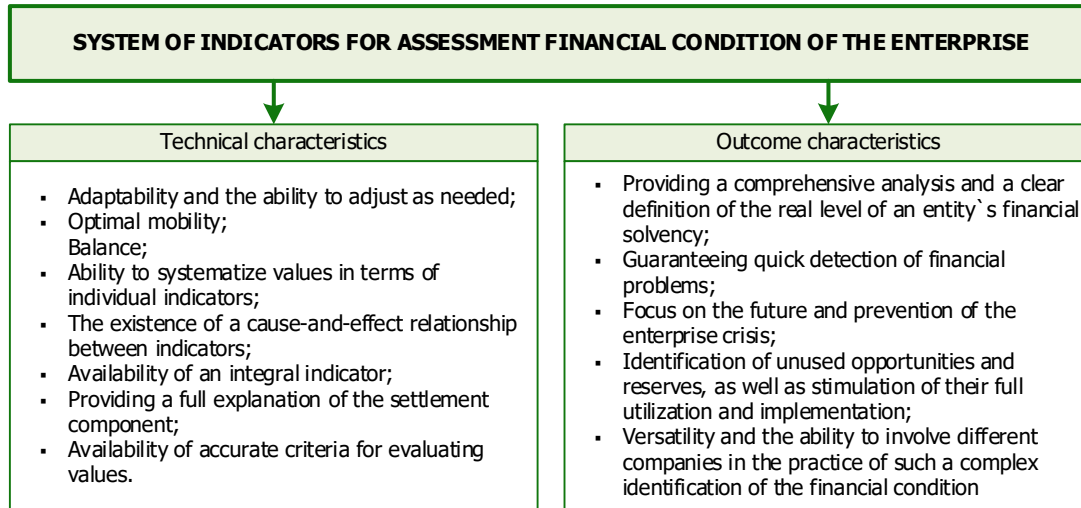 SYSTEM OF INDICATORS FOR ASSESSMENT FINANCIAL CONDITION OF THE ENTERPRISE
Technical characteristics
▪ Adaptability and the ability to adjust as needed;
▪ Optimal mobility;
Balance;
▪ Ability to systematize values in terms of
individual indicators;
▪ The existence of a cause-and-effect relationship
between indicators;
▪ Availability of an integral indicator;
▪ Providing a full explanation of the settlement
component;
▪ Availability of accurate criteria for evaluating
values.
Outcome characteristics
▪ Providing a comprehensive analysis and a clear
definition of the real level of an entity`s financial
solvency;
▪ Guaranteeing quick detection of financial
problems;
▪ Focus on the future and prevention of the
enterprise crisis;
▪ Identification of unused opportunities and
reserves, as well as stimulation of their full
utilization and implementation;
▪ Versatility and the ability to involve different
companies in the practice of such a complex
identification of the financial condition